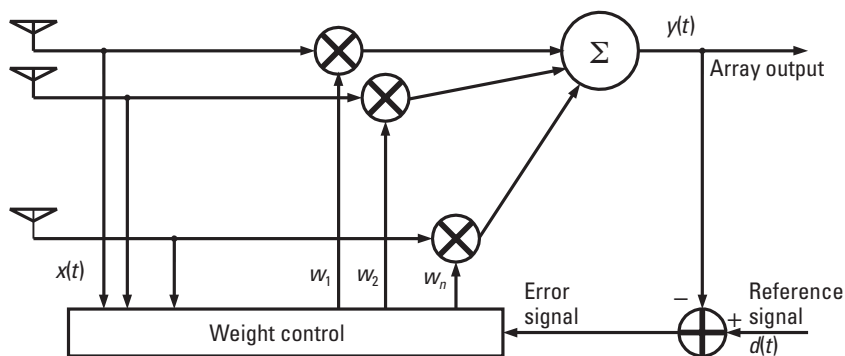 y(t)
Σ
Array output
x(t)
w₁
w₂
wₙ
Error
signal
−
+
Reference
signal
d(t)
Weight control